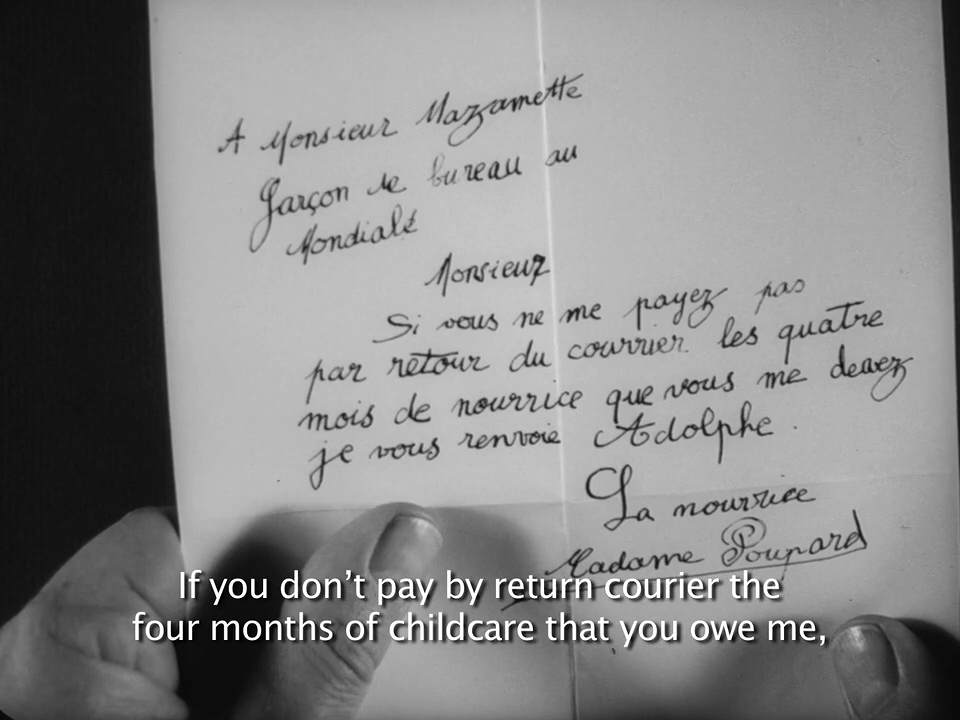 A Monsieur Mazamette
Garçon de bureau au
Mondiale
Monsieur
Si vous ne me payez pas
par retour du courrier les quatre
mois de nourrice que vous me devez
je vous renvoie Adolphe.
La nourrice
Madame Poupard
If you don't pay by return courier the
four months of childcare that you owe me,